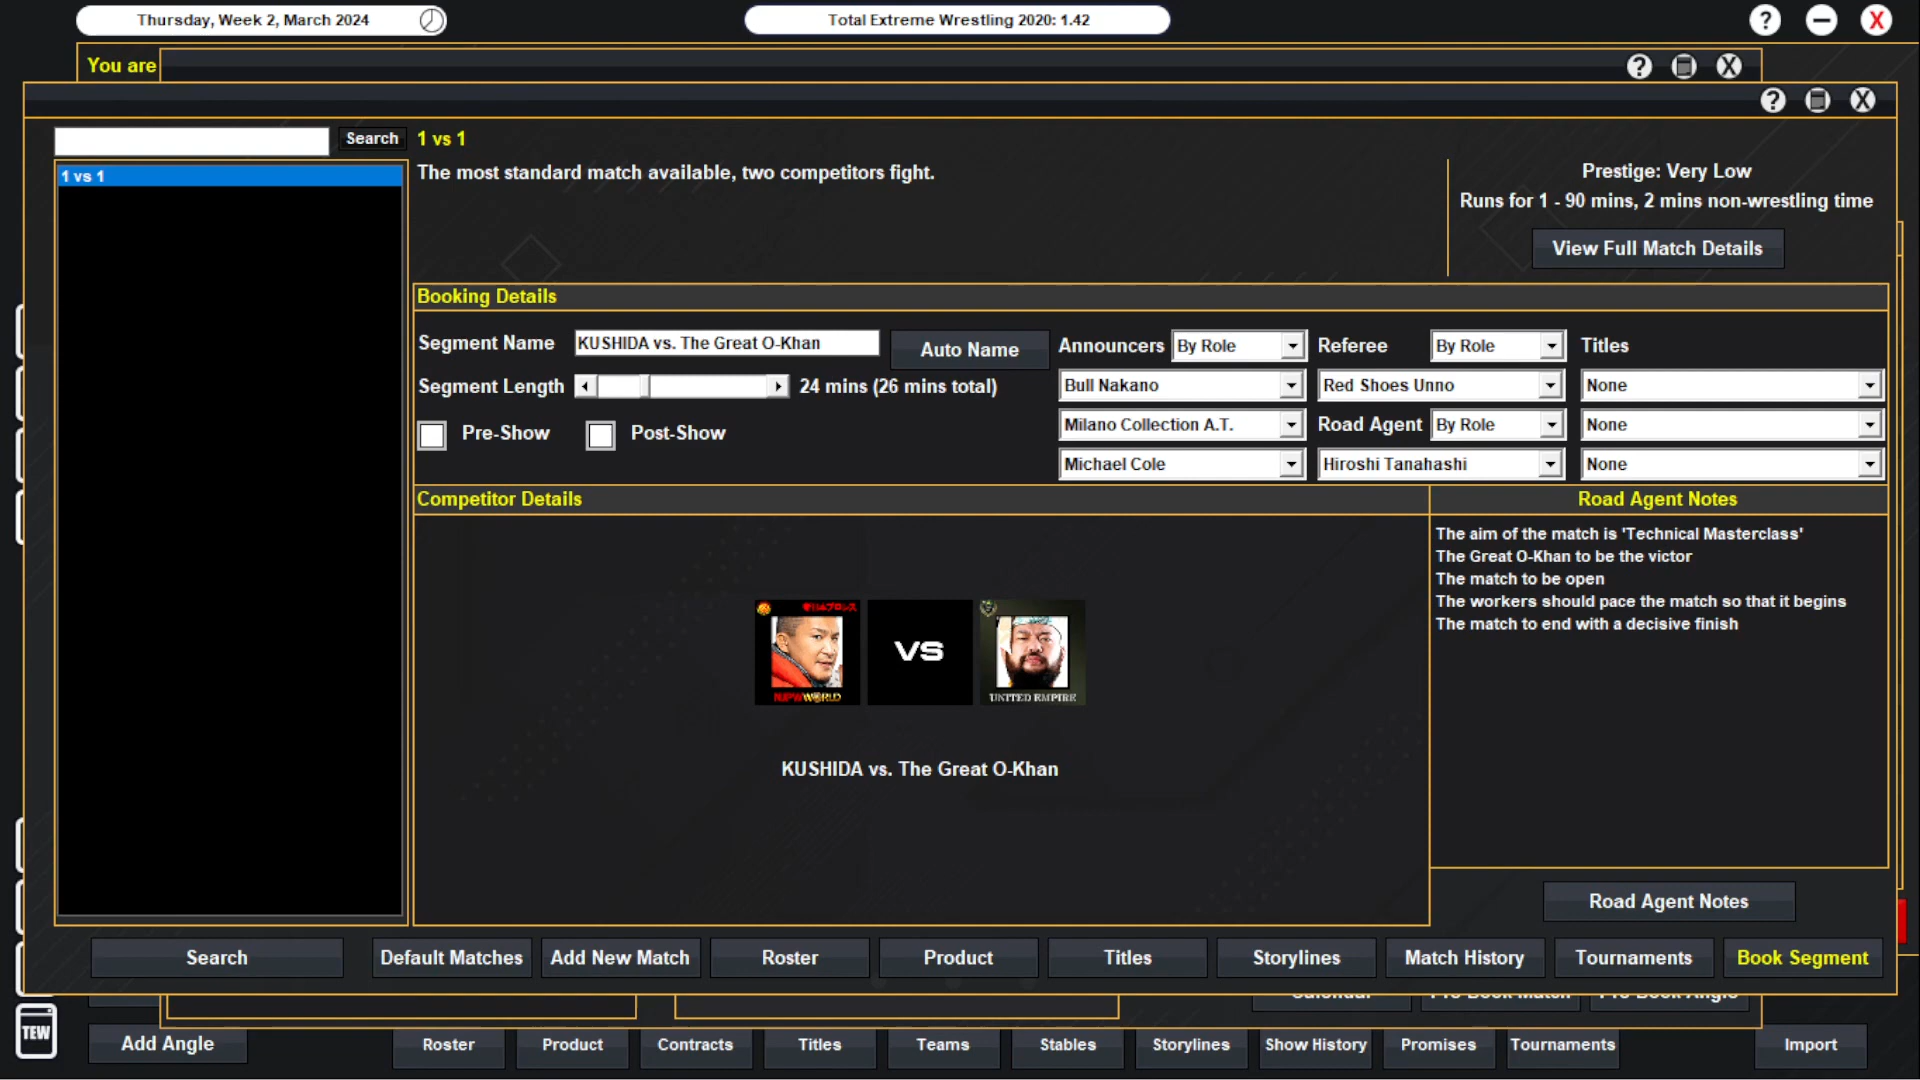 Thursday, Week 2, March 2024
Total Extreme Wrestling 2020: 1.42
You are
Search
1 vs 1
1 vs 1
The most standard match available, two competitors fight.
Prestige: Very Low
Runs for 1 - 90 mins, 2 mins non-wrestling time
View Full Match Details
Booking Details
Segment Name
KUSHIDA vs. The Great O-Khan
Auto Name
Announcers
By Role
Referee
By Role
Titles
Segment Length
24 mins (26 mins total)
Bull Nakano
Red Shoes Unno
None
Pre-Show
Post-Show
Milano Collection A.T.
Road Agent
By Role
None
Michael Cole
Hiroshi Tanahashi
None
Competitor Details
Road Agent Notes
The aim of the match is 'Technical Masterclass'
The Great O-Khan to be the victor
The match to be open
The workers should pace the match so that it begins
The match to end with a decisive finish
NJPWWORLD
VS
UNITED EMPIRE
KUSHIDA vs. The Great O-Khan
Road Agent Notes
Search
Default Matches
Add New Match
Roster
Product
Titles
Storylines
Match History
Tournaments
Book Segment
Calendar
Pre Book Match
Pre Book Angle
TEW
Add Angle
Roster
Product
Contracts
Titles
Teams
Stables
Storylines
Show History
Promises
Tournaments
Import